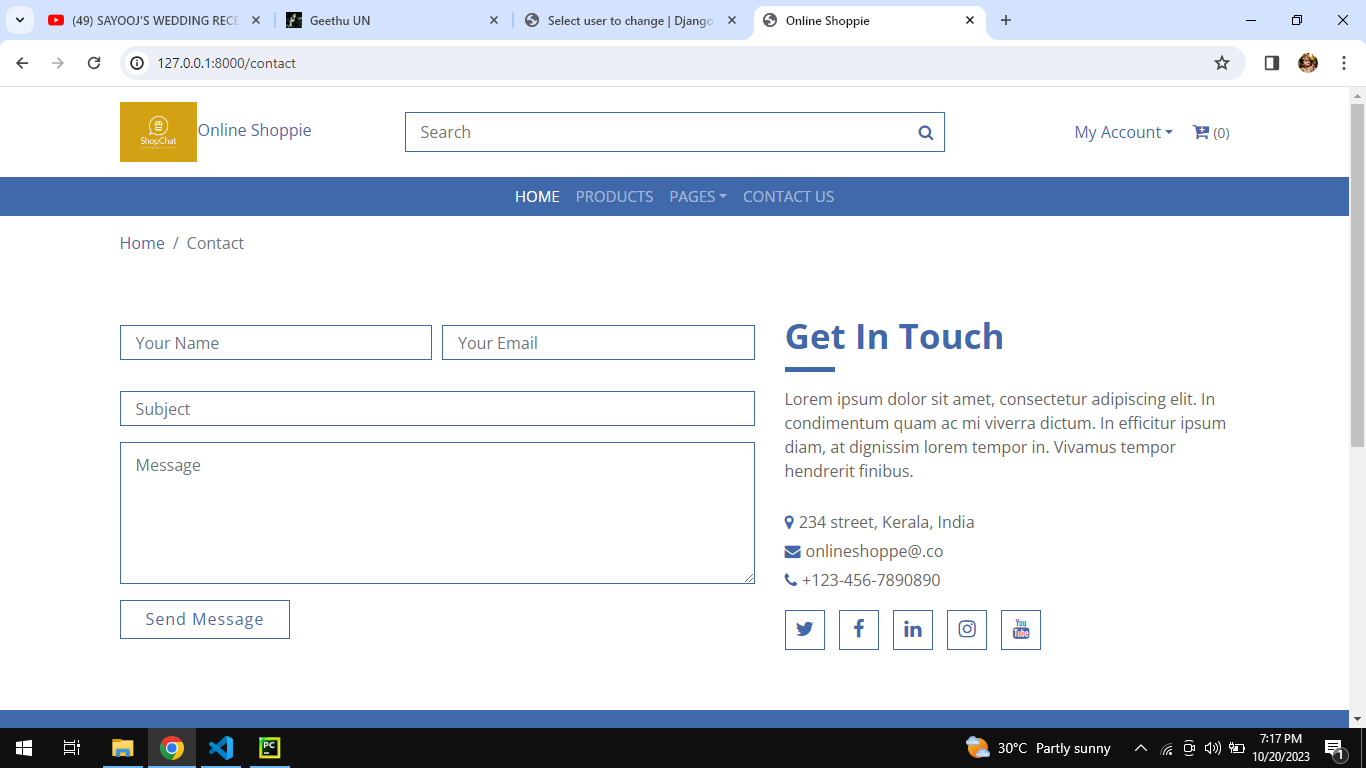 (49) SAYOOJ'S WEDDING RECE
Geethu UN
Select user to change | Django
Online Shoppie
127.0.0.1:8000/contact
ShopChat
Online Shoppie
Search
My Account
(0)
HOME PRODUCTS PAGES CONTACT US
Home / Contact
Your Name
Your Email
Subject
Message
Send Message
Get In Touch
Lorem ipsum dolor sit amet, consectetur adipiscing elit. In
condimentum quam ac mi viverra dictum. In efficitur ipsum
diam, at dignissim lorem tempor in. Vivamus tempor
hendrerit finibus.
234 street, Kerala, India
onlineshoppe@.co
+123-456-7890890
You
Tube
PC
30°C Partly sunny
7:17 PM
10/20/2023
1